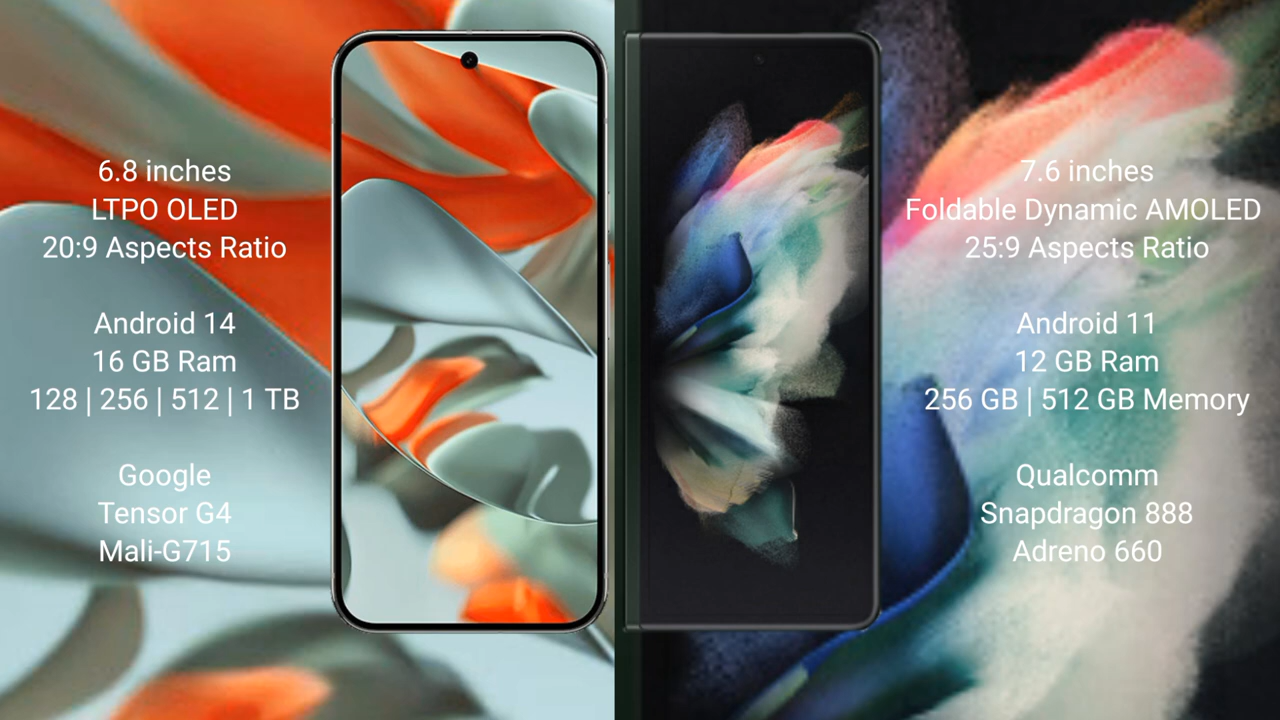 6.8 inches
LTPO OLED
20:9 Aspects Ratio
Android 14
16 GB Ram
128 | 256 | 512 | 1 TB
Google
Tensor G4
Mali-G715
7.6 inches
Foldable Dynamic AMOLED
25:9 Aspects Ratio
Android 11
12 GB Ram
256 GB | 512 GB Memory
Qualcomm
Snapdragon 888
Adreno 660